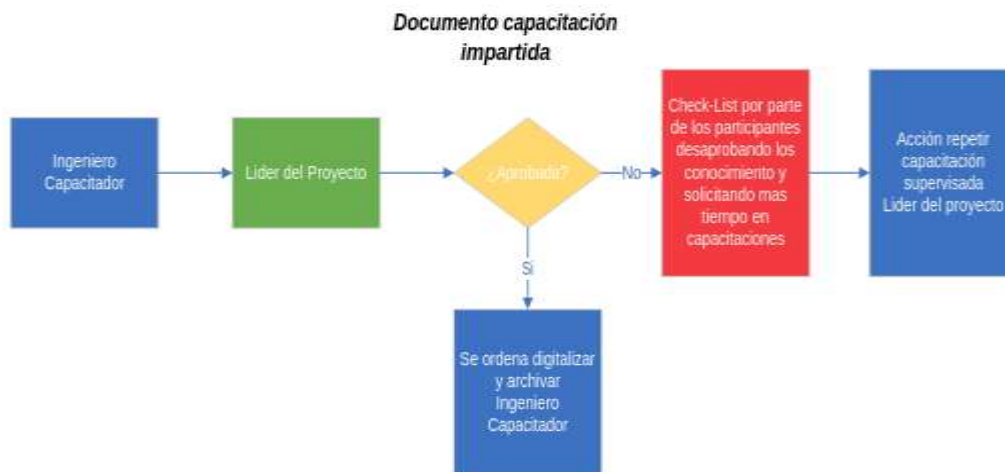 Documento capacitación
impartida
Ingeniero
Capacitador
Lider del Proyecto
¿Aprobada?
No
Check-List por parte
de los participantes
desaprobando los
conocimiento y
solicitando mas
tiempo en
capacitaciones
Acción repetir
capacitación
supervisada
Lider del proyecto
Si
Se ordena digitalizar
y archivar
Ingeniero
Capacitador